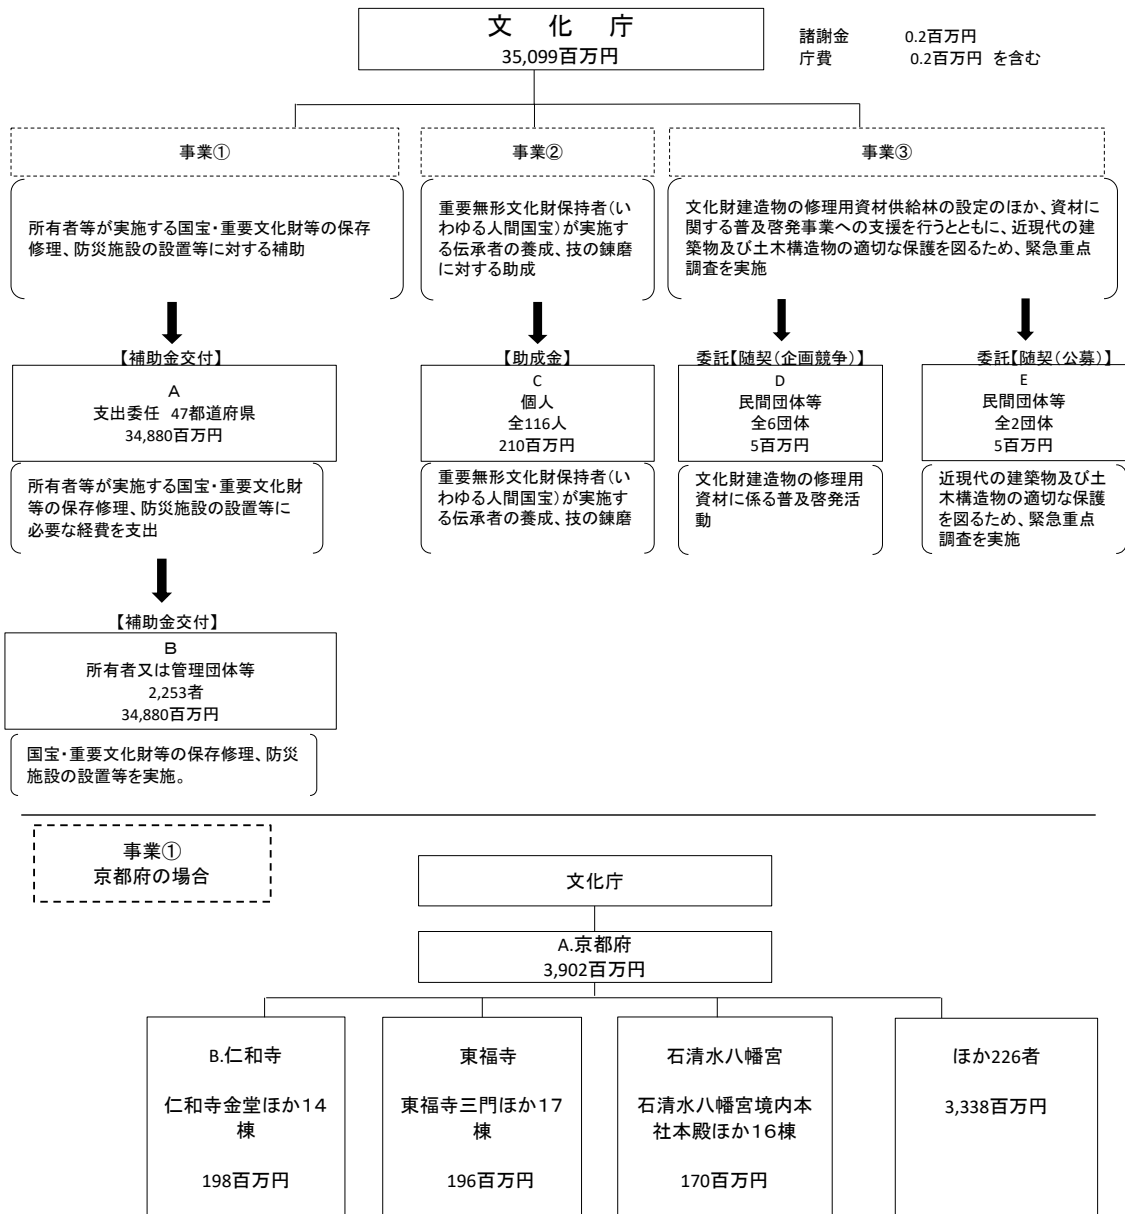 文 化 庁
35,099百万円
諸謝金 0.2百万円
庁費 0.2百万円 を含む
事業①
事業②
事業③
所有者等が実施する国宝・重要文化財等の保存
修理、防災施設の設置等に対する補助
重要無形文化財保持者(い
わゆる人間国宝)が実施す
る伝承者の養成、技の錬磨
に対する助成
文化財建造物の修理用資材供給林の設定のほか、資材に
関する普及啓発事業への支援を行うとともに、近現代の建
築物及び土木構造物の適切な保護を図るため、緊急重点
調査を実施
【補助金交付】
A
支出委任 47都道府県
34,880百万円
【助成金】
C
個人
全116人
210百万円
委託【随契(企画競争)】
D
民間団体等
全6団体
5百万円
委託【随契(公募)】
E
民間団体等
全2団体
5百万円
所有者等が実施する国宝・重要文化財
等の保存修理、防災施設の設置等に
必要な経費を支出
重要無形文化財保持者(い
わゆる人間国宝)が実施す
る伝承者の養成、技の錬磨
文化財建造物の修理用
資材に係る普及啓発活
動
近現代の建築物及び土
木構造物の適切な保護
を図るため、緊急重点
調査を実施
【補助金交付】
B
所有者又は管理団体等
2,253者
34,880百万円
国宝・重要文化財等の保存修理、防災
施設の設置等を実施。
事業①
京都府の場合
文化庁
A.京都府
3,902百万円
B.仁和寺
仁和寺金堂ほか14
棟
198百万円
東福寺
東福寺三門ほか17
棟
196百万円
石清水八幡宮
石清水八幡宮境内本
社本殿ほか16棟
170百万円
ほか226者
3,338百万円